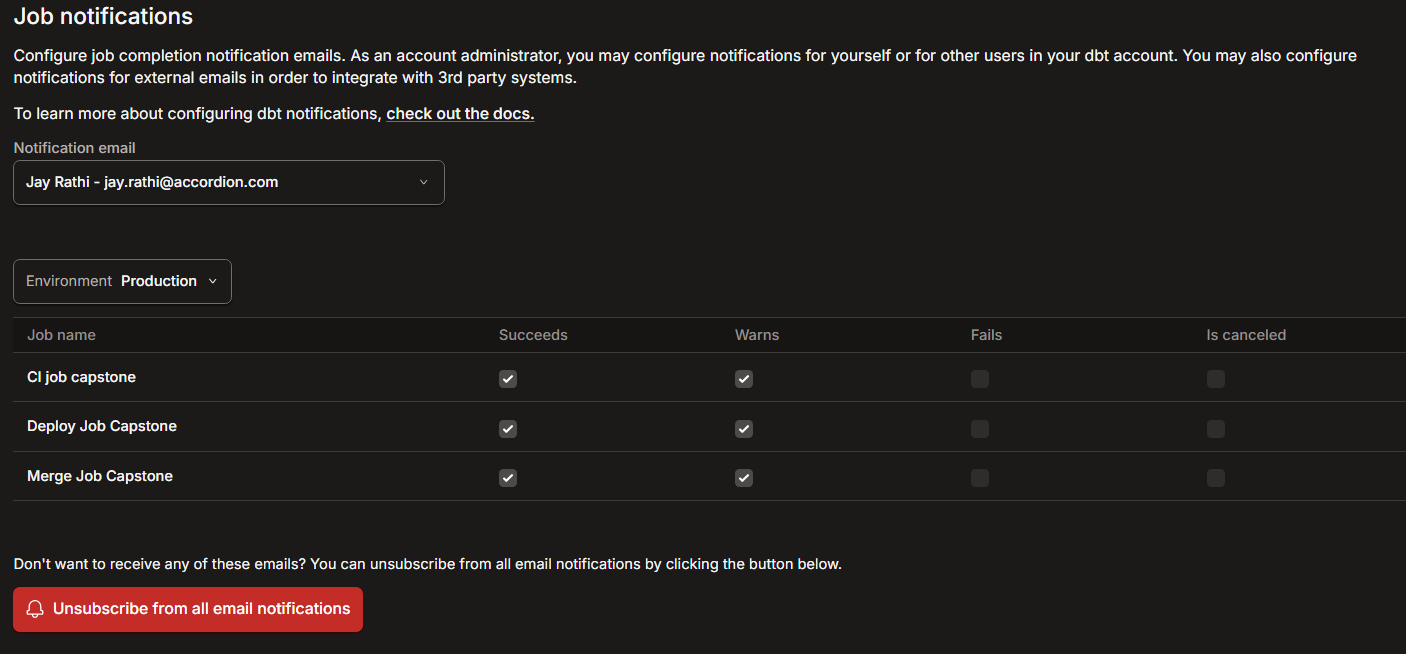 Job notifications
Configure job completion notification emails. As an account administrator, you may configure notifications for yourself or for other users in your dbt account. You may also configure
notifications for external emails in order to integrate with 3rd party systems.
To learn more about configuring dbt notifications, check out the docs.
Notification email
Jay Rathi - jay.rathi@accordion.com
Environment Production
Job name Succeeds Warns Fails Is canceled
CI job capstone
Deploy Job Capstone
Merge Job Capstone
Don't want to receive any of these emails? You can unsubscribe from all email notifications by clicking the button below.
Unsubscribe from all email notifications